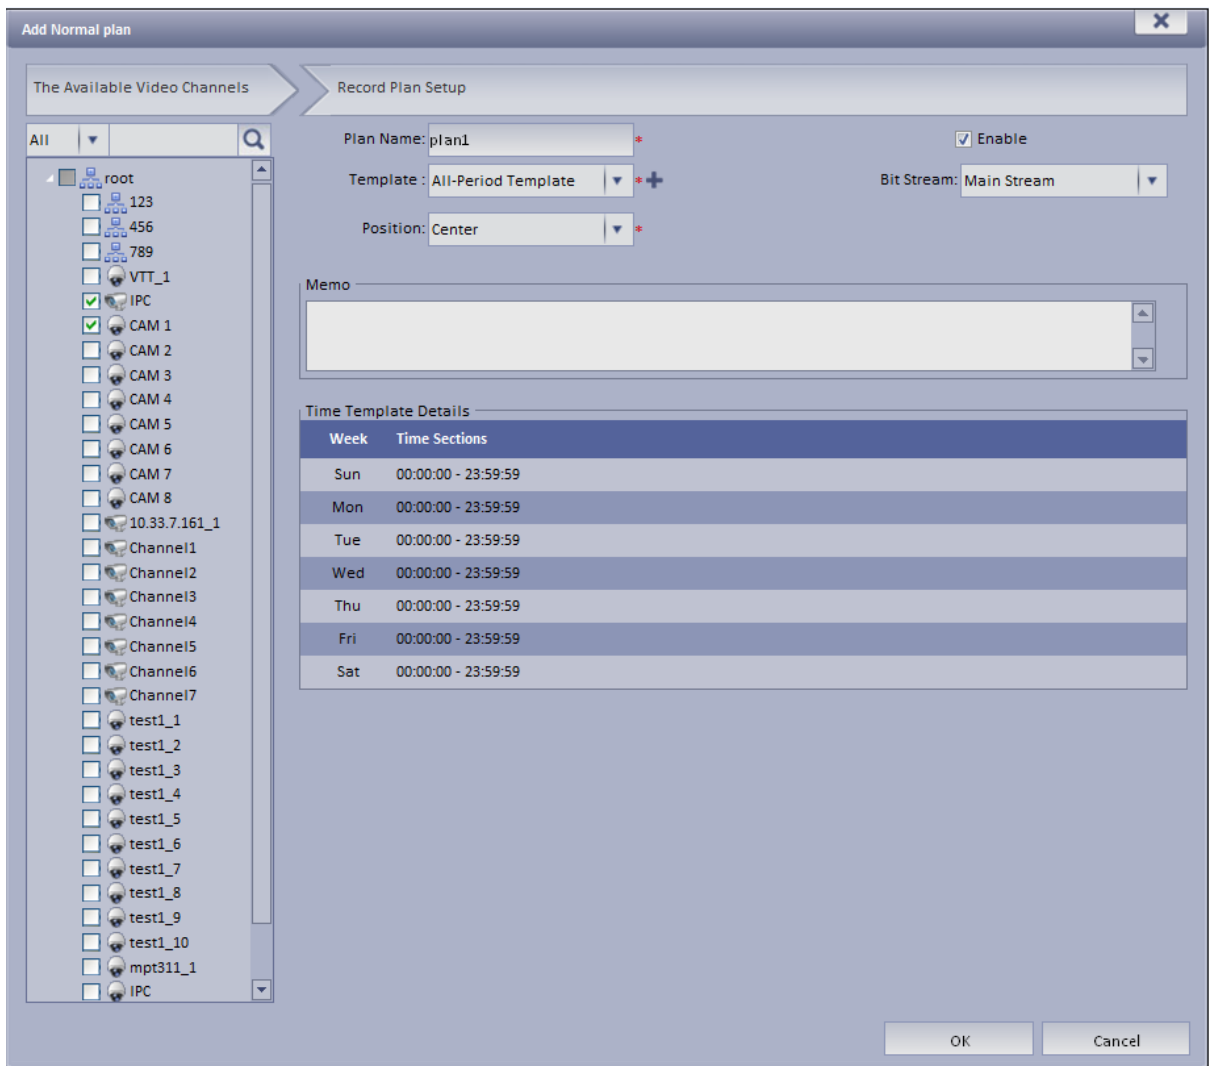 Add Normal plan
The Available Video Channels
Record Plan Setup
All
root
123
456
789
VTT_1
IPC
CAM 1
CAM 2
CAM 3
CAM 4
CAM 5
CAM 6
CAM 7
CAM 8
10.33.7.161_1
Channel1
Channel2
Channel3
Channel4
Channel5
Channel6
Channel7
test1_1
test1_2
test1_3
test1_4
test1_5
test1_6
test1_7
test1_8
test1_9
test1_10
mpt311_1
IPC
Plan Name: plan1 *
Enable
Template : All-Period Template *
Bit Stream: Main Stream
Position: Center *
Memo
Time Template Details
Week Time Sections
Sun 00:00:00 - 23:59:59
Mon 00:00:00 - 23:59:59
Tue 00:00:00 - 23:59:59
Wed 00:00:00 - 23:59:59
Thu 00:00:00 - 23:59:59
Fri 00:00:00 - 23:59:59
Sat 00:00:00 - 23:59:59
OK
Cancel